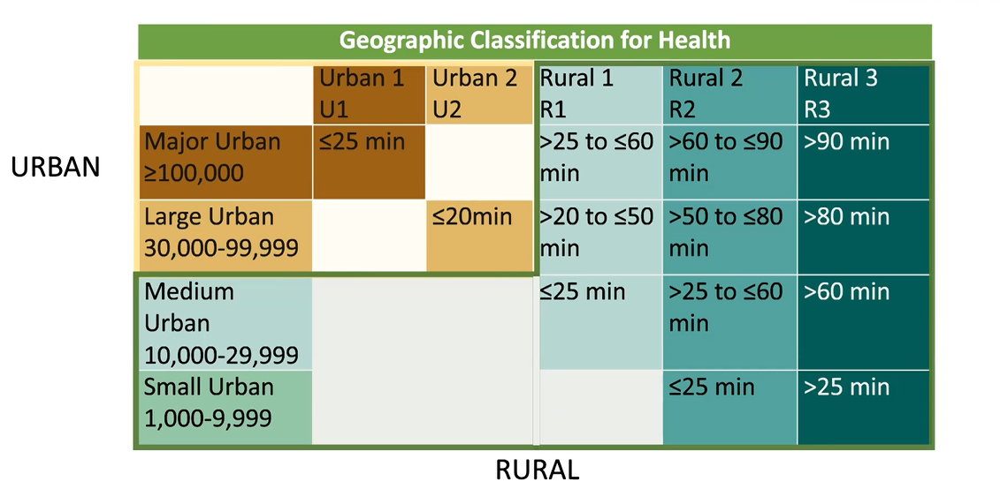 Geographic Classification for Health
Urban 1
U1
Urban 2
U2
Rural 1
R1
Rural 2
R2
Rural 3
R3
URBAN
Major Urban
≥100,000
≤25 min
>25 to ≤60
min
>60 to ≤90
min
>90 min
Large Urban
30,000-99,999
≤20min
>20 to ≤50
min
>50 to ≤80
min
>80 min
Medium
Urban
10,000-29,999
≤25 min
>25 to ≤60
min
>60 min
Small Urban
1,000-9,999
≤25 min
>25 min
RURAL